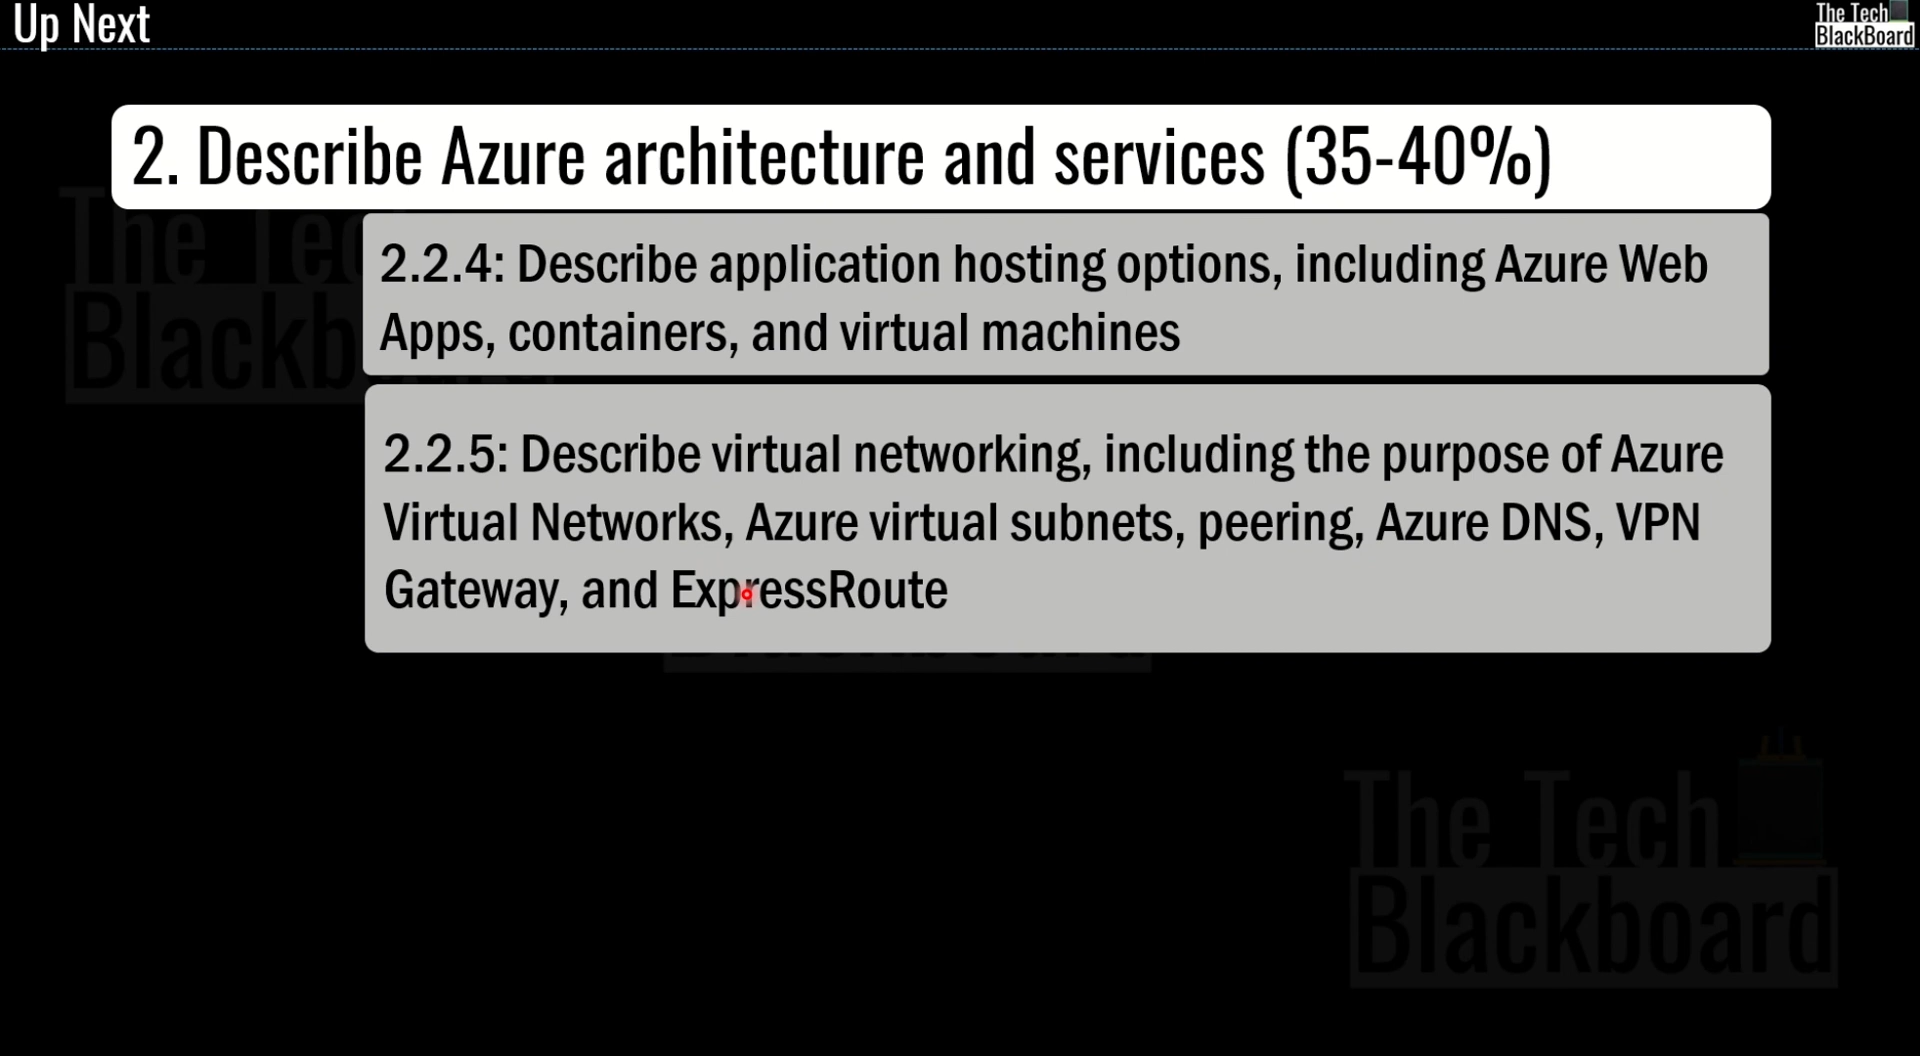 Up Next
The Tech
BlackBoard
2. Describe Azure architecture and services (35-40%)
2.2.4: Describe application hosting options, including Azure Web
Apps, containers, and virtual machines
2.2.5: Describe virtual networking, including the purpose of Azure
Virtual Networks, Azure virtual subnets, peering, Azure DNS, VPN
Gateway, and ExpressRoute
The Tech
Blackboard